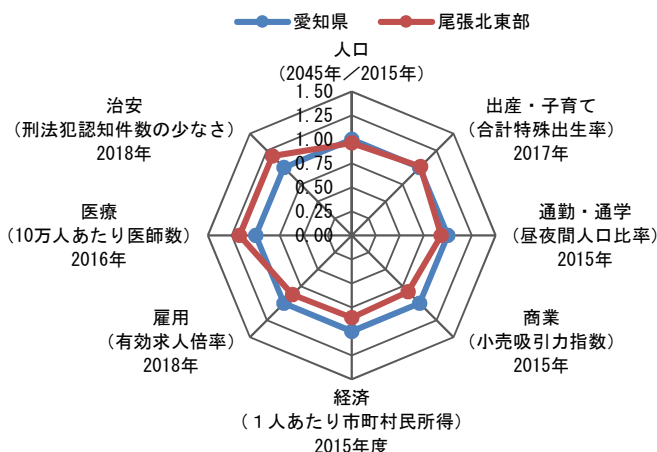 愛知県 尾張北東部
人口
(2045年/2015年)
出産・子育て
(合計特殊出生率)
2017年
通勤・通学
(昼夜間人口比率)
2015年
商業
(小売吸引力指数)
2015年
経済
(１人あたり市町村民所得)
2015年度
雇用
(有効求人倍率)
2018年
医療
(10万人あたり医師数)
2016年
治安
(刑法犯認知件数の少なさ)
2018年
1.50
1.25
1.00
0.75
0.50
0.25
0.00